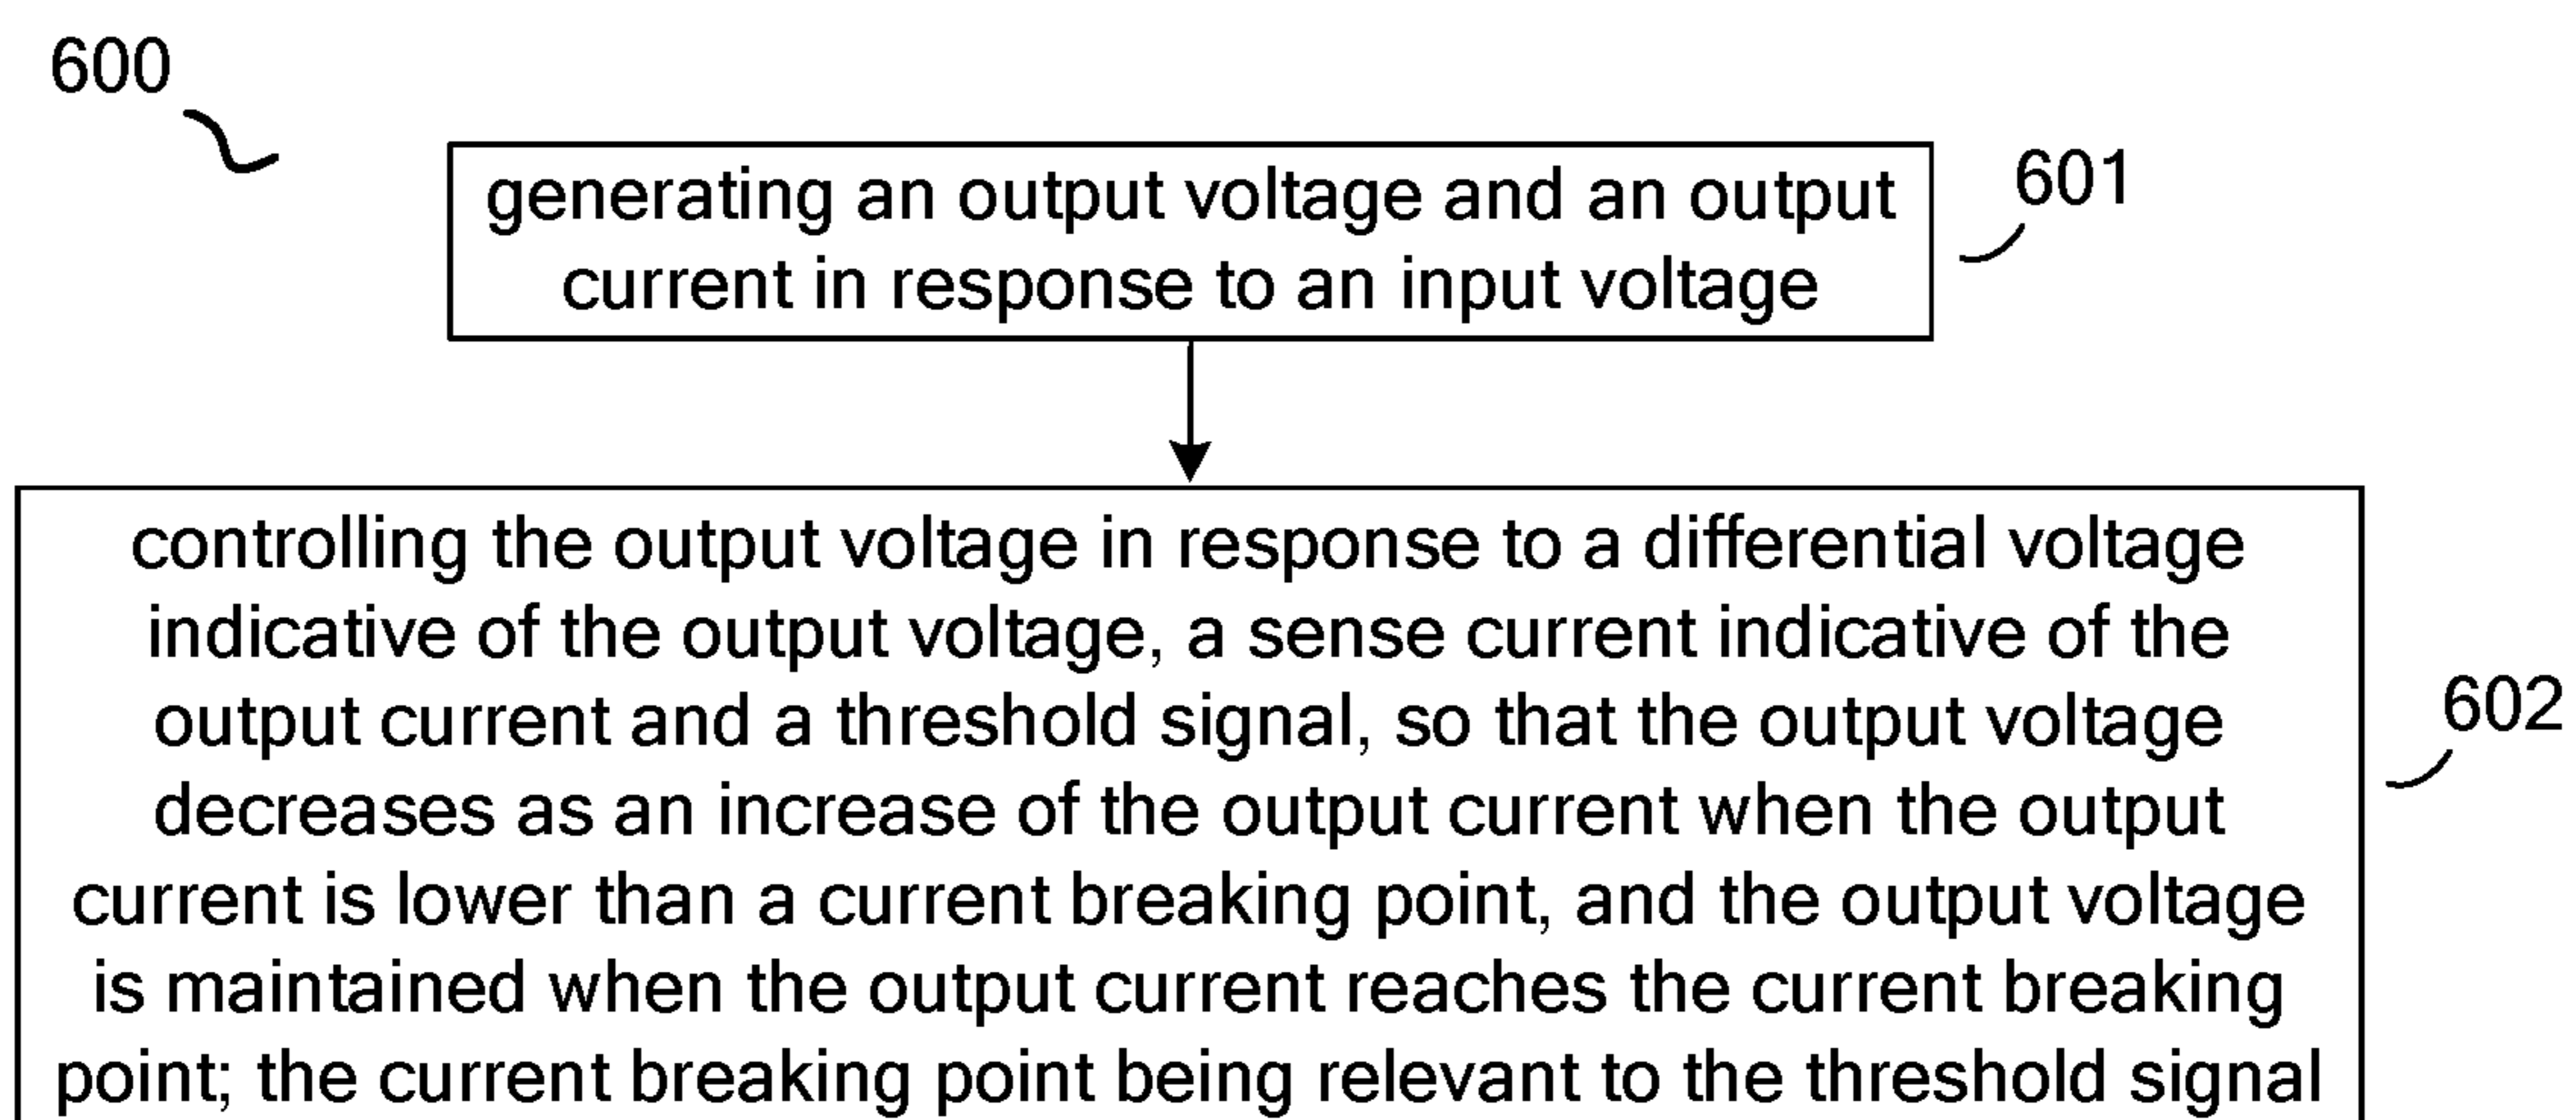 600
generating an output voltage and an output
current in response to an input voltage
601
controlling the output voltage in response to a differential voltage
indicative of the output voltage, a sense current indicative of the
output current and a threshold signal, so that the output voltage
decreases as an increase of the output current when the output
current is lower than a current breaking point, and the output voltage
is maintained when the output current reaches the current breaking
point; the current breaking point being relevant to the threshold signal
602